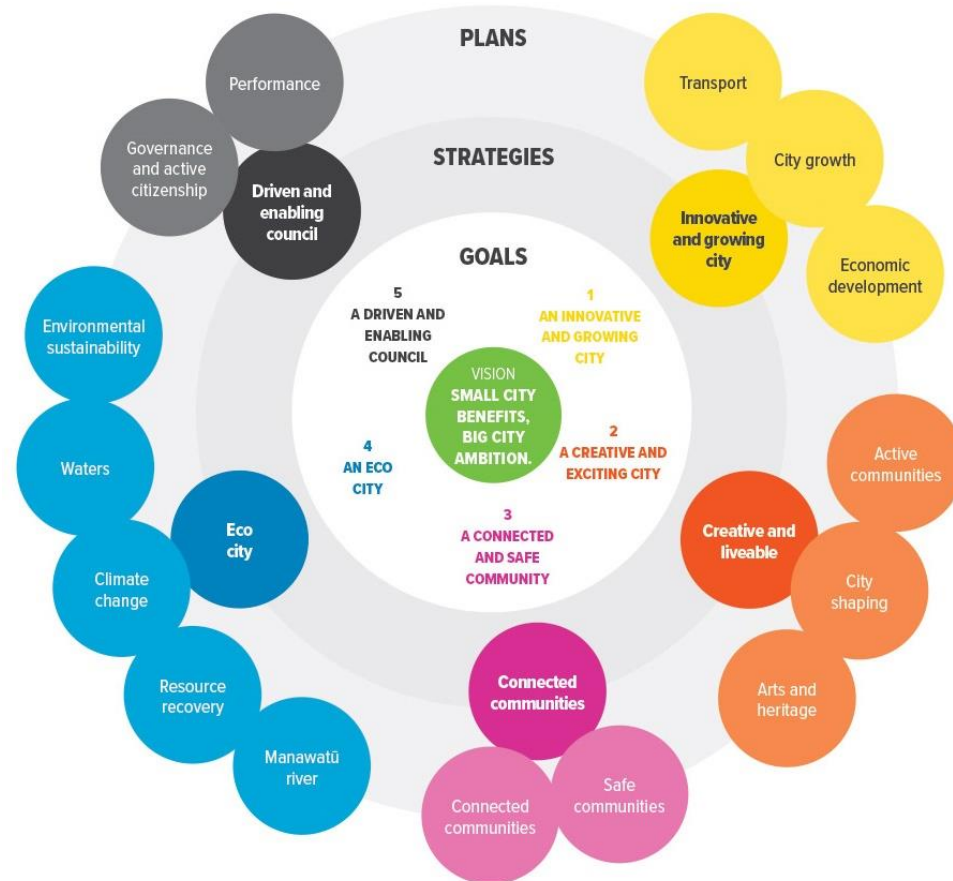 PLANS
Performance
Governance
and active
citizenship
Driven and
enabling
council
Transport
City growth
Innovative
and growing
city
Economic
development
STRATEGIES
GOALS
5
A DRIVEN AND
ENABLING
COUNCIL
1
AN INNOVATIVE
AND GROWING
CITY
VISION
SMALL CITY
BENEFITS,
BIG CITY
AMBITION.
4
AN ECO
CITY
2
A CREATIVE AND
EXCITING CITY
3
A CONNECTED
AND SAFE
COMMUNITY
Environmental
sustainability
Waters
Eco
city
Climate
change
Resource
recovery
Manawatū
river
Active
communities
Creative and
liveable
City
shaping
Arts and
heritage
Connected
communities
Connected
communities
Safe
communities